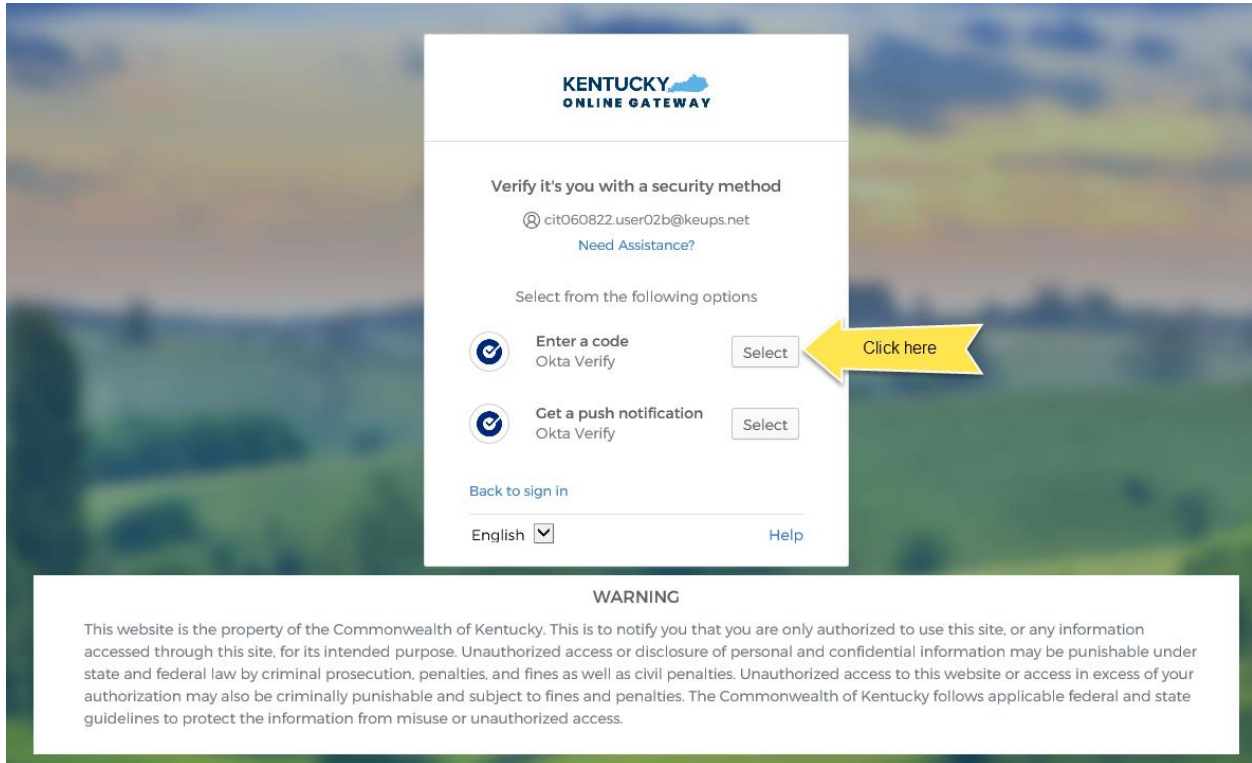 KENTUCKY
ONLINE GATEWAY
Verify it's you with a security method
cit060822.user02b@keups.net
Need Assistance?
Select from the following options
Enter a code
Okta Verify
Select
Click here
Get a push notification
Okta Verify
Select
Back to sign in
English
Help
WARNING
This website is the property of the Commonwealth of Kentucky. This is to notify you that you are only authorized to use this site, or any information
accessed through this site, for its intended purpose. Unauthorized access or disclosure of personal and confidential information may be punishable under
state and federal law by criminal prosecution, penalties, and fines as well as civil penalties. Unauthorized access to this website or access in excess of your
authorization may also be criminally punishable and subject to fines and penalties. The Commonwealth of Kentucky follows applicable federal and state
guidelines to protect the information from misuse or unauthorized access.